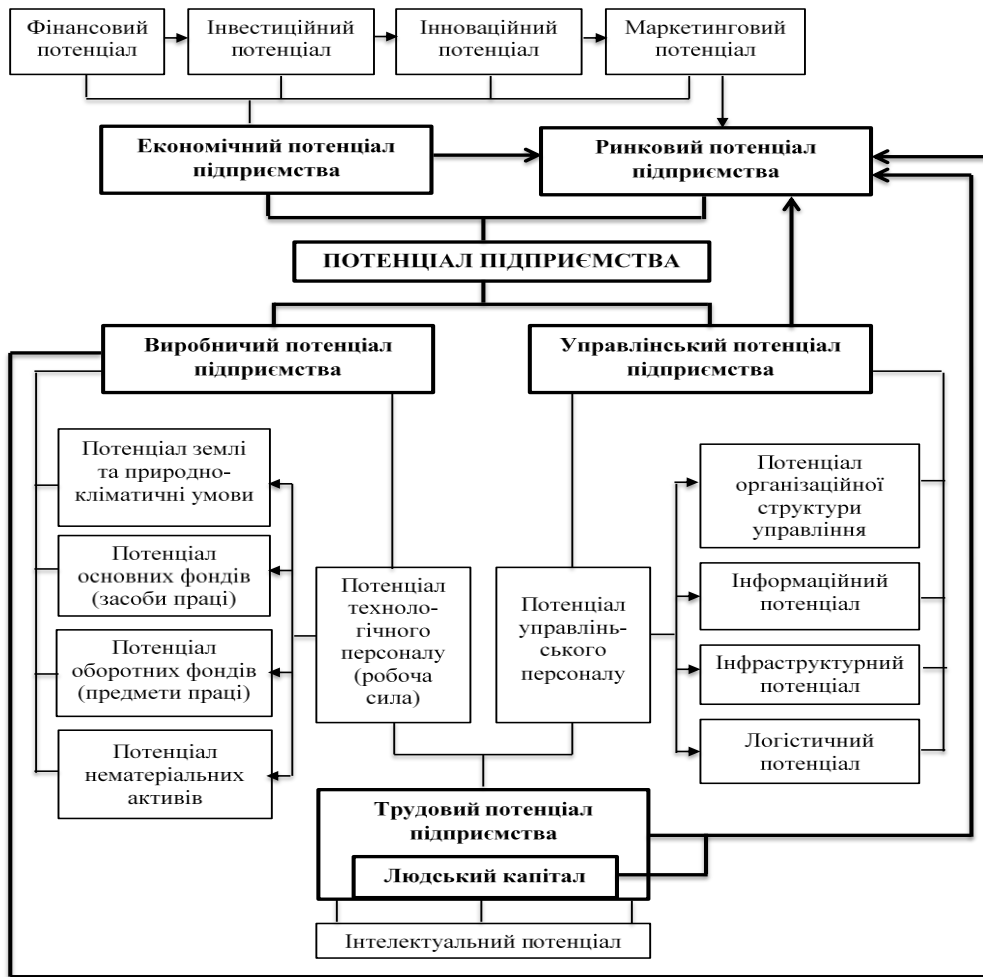 Фінансовий
потенціал
Інвестиційний
потенціал
Інноваційний
потенціал
Маркетинговий
потенціал
Економічний потенціал
підприємства
Ринковий потенціал
підприємства
ПОТЕНЦІАЛ ПІДПРИЄМСТВА
Виробничий потенціал
підприємства
Управлінський потенціал
підприємства
Потенціал землі
та природно-
кліматичні умови
Потенціал
основних фондів
(засоби праці)
Потенціал
оборотних фондів
(предмети праці)
Потенціал
нематеріальних
активів
Потенціал
техноло-
гічного
персоналу
(робоча
сила)
Потенціал
управлінь-
ського
персоналу
Потенціал
організаційної
структури
управління
Інформаційний
потенціал
Інфраструктурний
потенціал
Логістичний
потенціал
Трудовий потенціал
підприємства
Людський капітал
Інтелектуальний потенціал